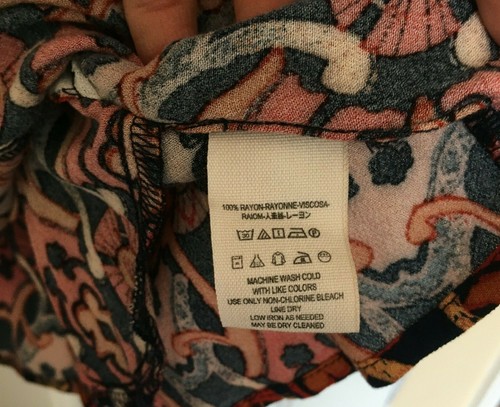 100% RAYON-RAYONNE-VISCOSA-
RAIOM-人革絲-レーヨン
MACHINE WASH COLD
WITH LIKE COLORS
USE ONLY NON-CHLORINE BLEACH
LINE DRY
LOW IRON AS NEEDED
MAY BE DRY CLEANED